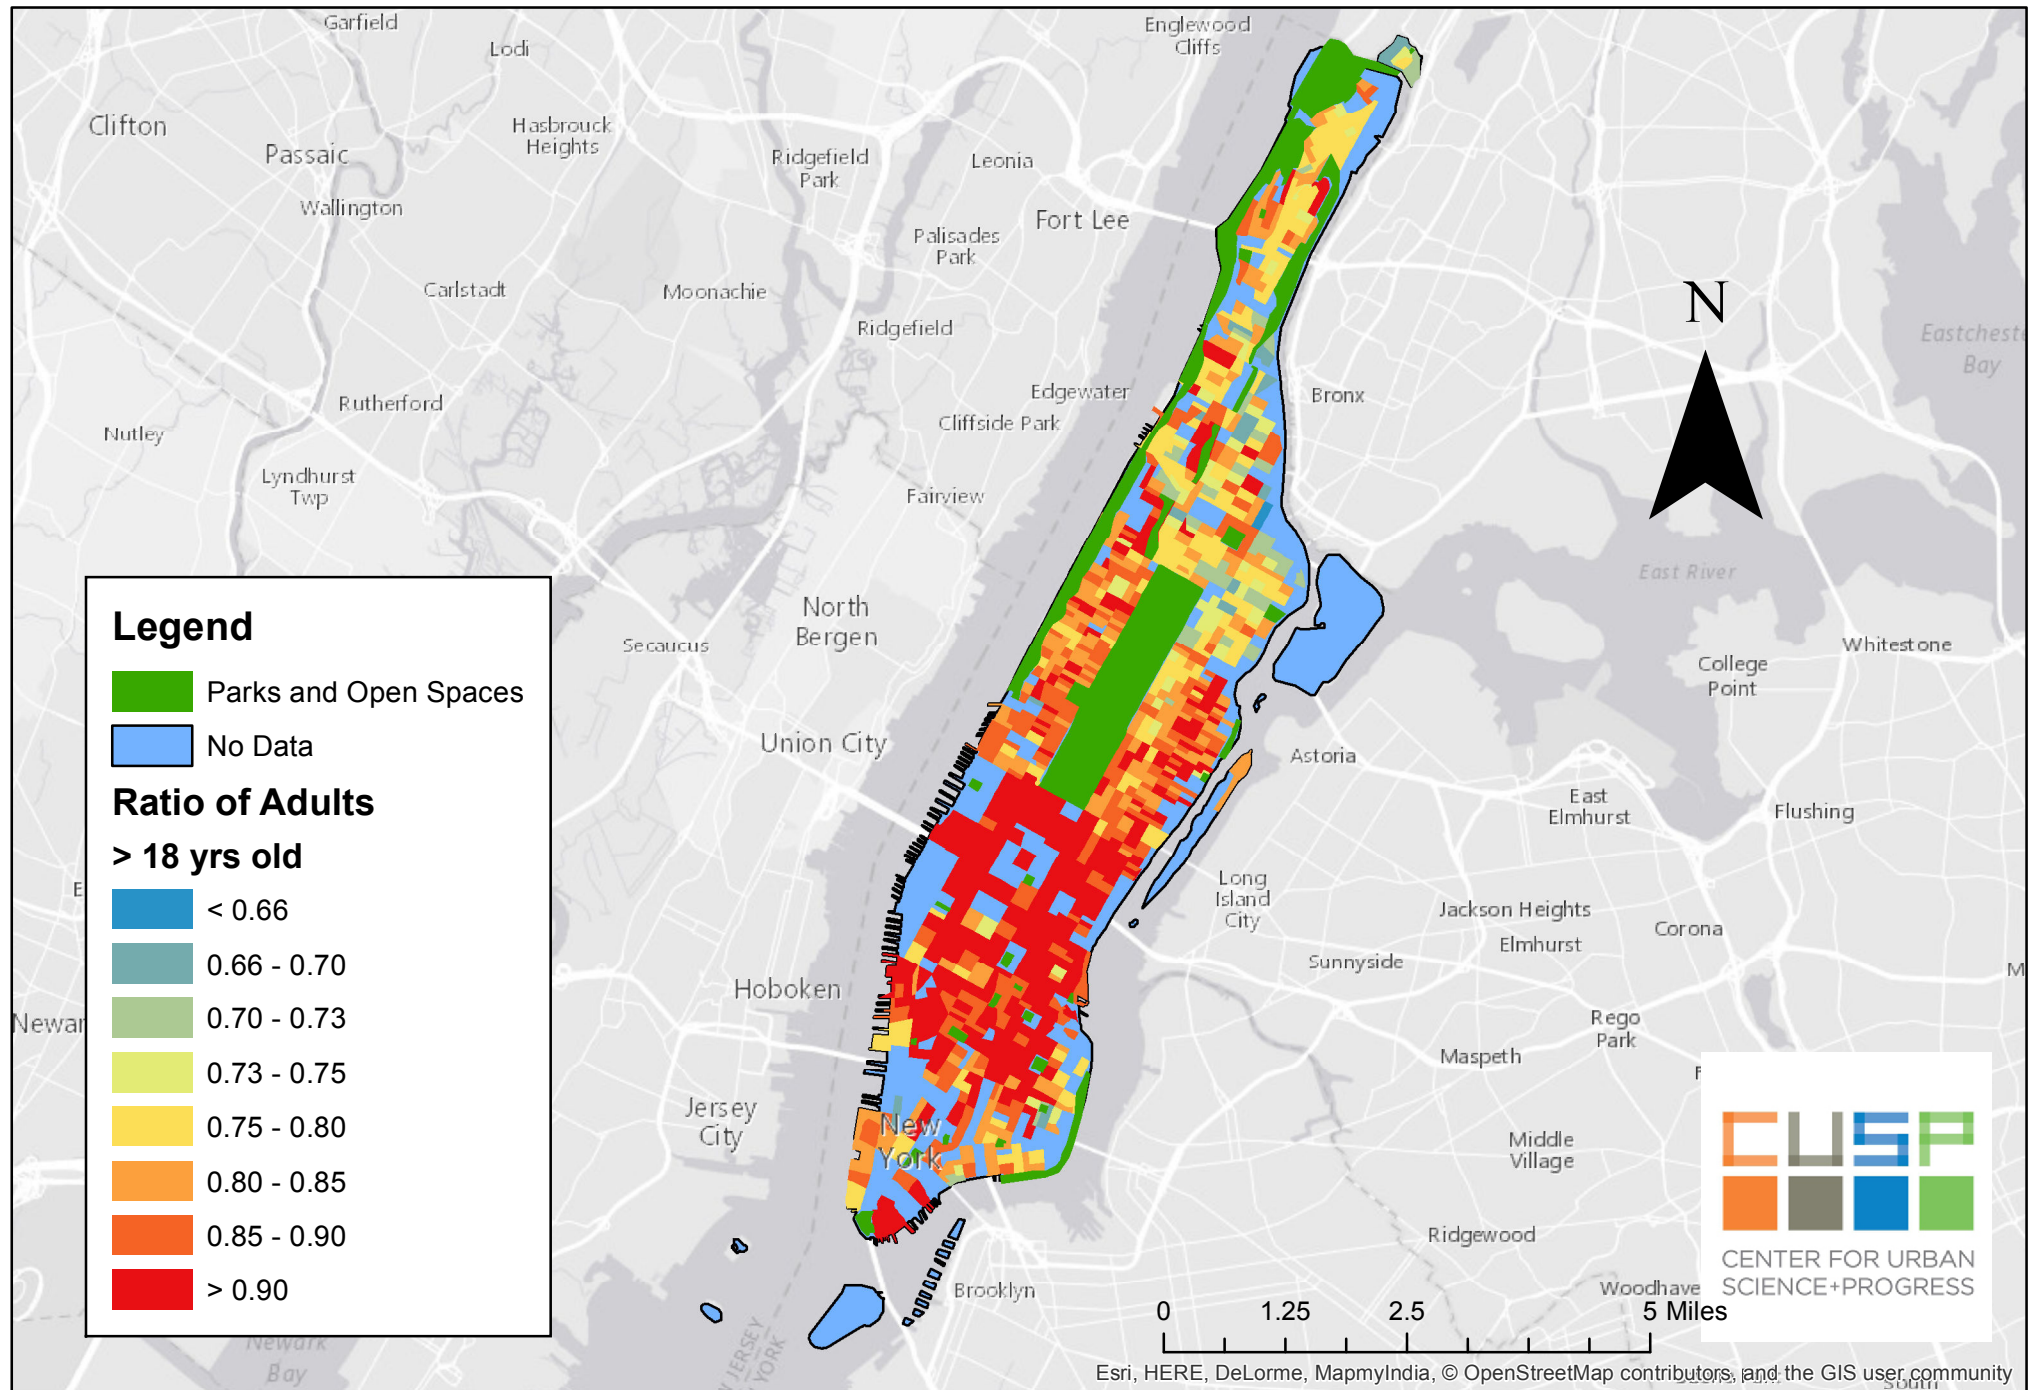 Garfield
Lodi
Englewood
Cliffs
Clifton
Hasbrouck
Heights
Passaic
Ridgefield
Park
Leonia
Wallington
Fort Lee
Palisades
Park
Carlstadt
Moonachie
N
Ridgefield
Bay
Edgewater
Bronx
Rutherford
Cliffside Park
Nutley
Lyndhurst
Twp
Fairview
East River
North
Bergen
Secaucus
Whitestone
College
Point
Union City
Astoria
East
Elmhurst
Flushing
Long
Island
City
Jackson Heights
Corona
Elmhurst
Sunnyside
Hoboken
Rego
Park
Maspeth
Jersey
City
New
York
Middle
Village
Ridgewood
Brooklyn
Newark
Bay
Legend
Parks and Open Spaces
No Data
Ratio of Adults
> 18 yrs old
< 0.66
0.66 - 0.70
0.70 - 0.73
0.73 - 0.75
0.75 - 0.80
0.80 - 0.85
0.85 - 0.90
> 0.90
CUSP
CENTER FOR URBAN
SCIENCE+PROGRESS
0 1.25 2.5 5 Miles
Esri, HERE, DeLorme, MapmyIndia, © OpenStreetMap contributors, and the GIS user community